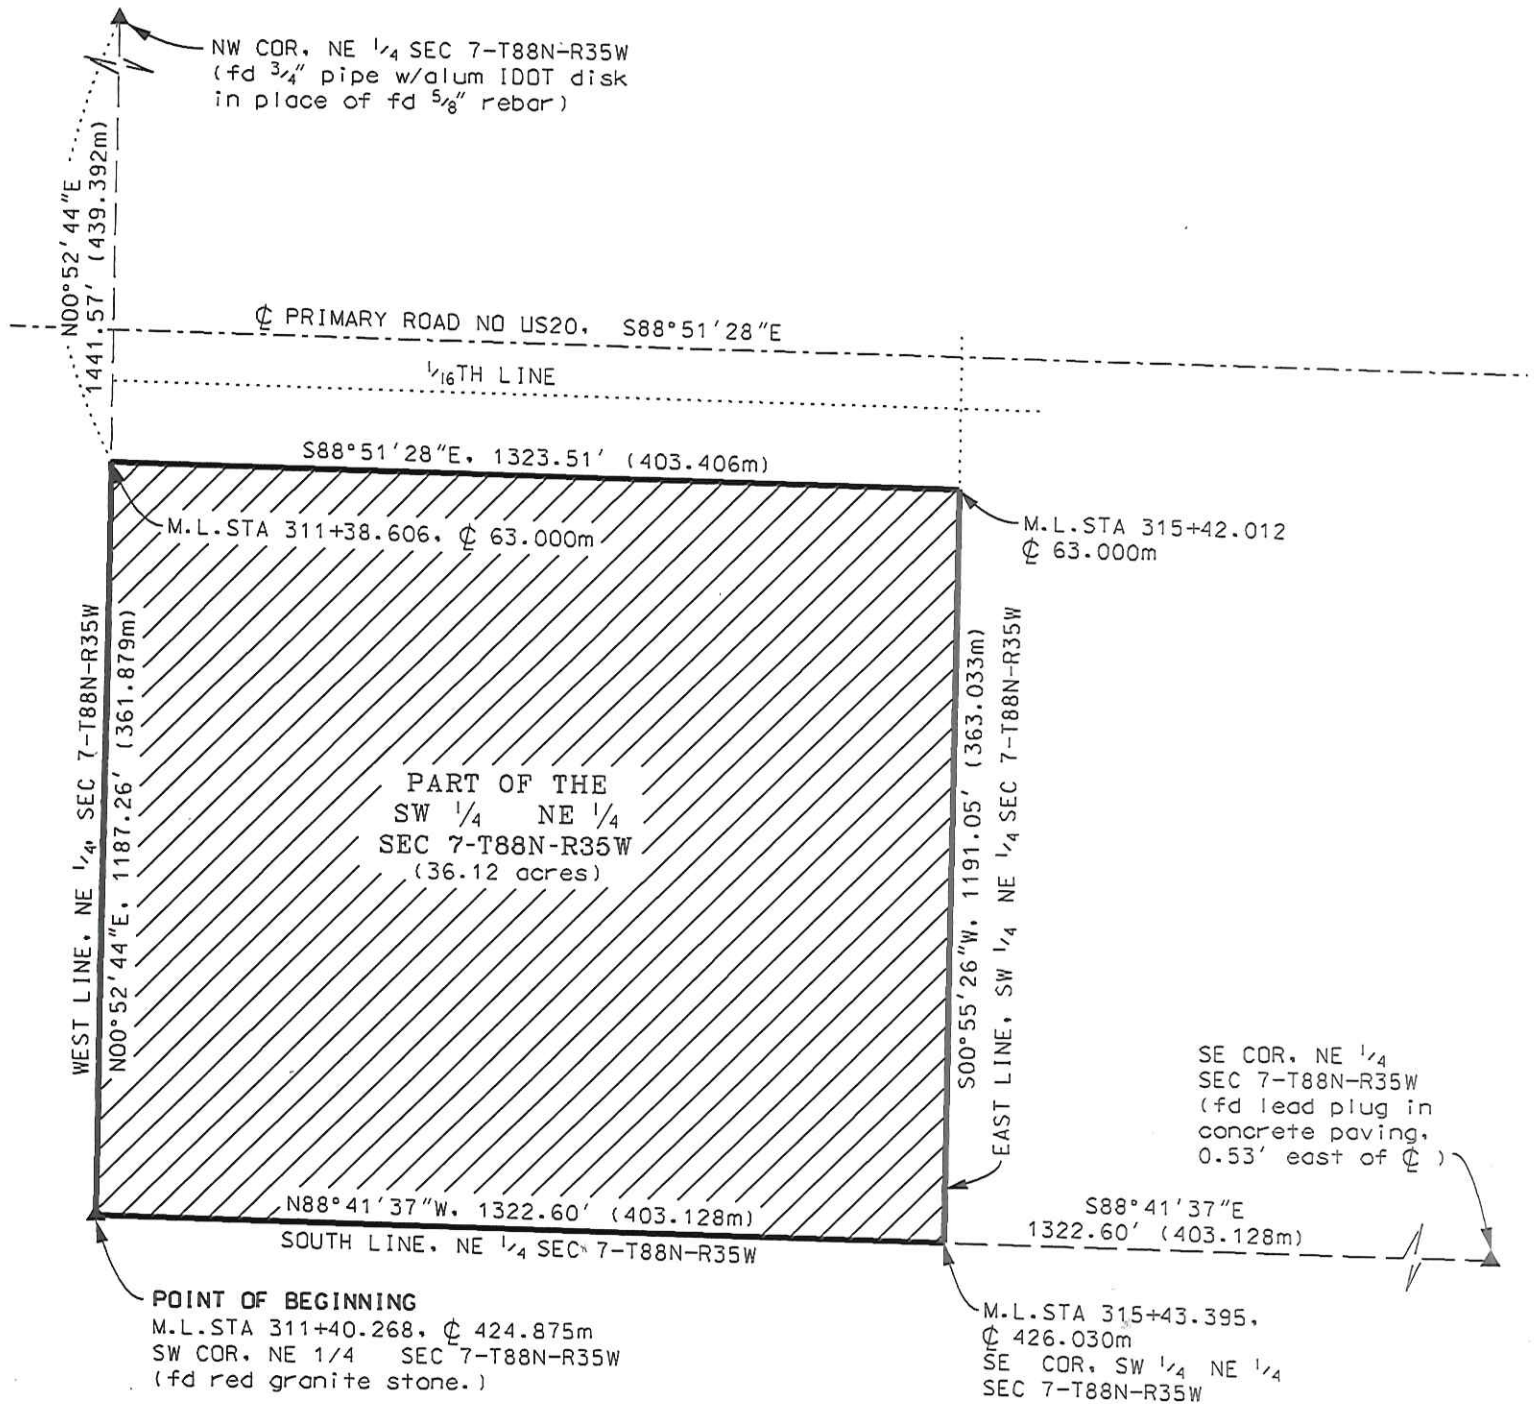 NW COR, NE 1/4 SEC 7-T88N-R35W
(fd 3/4" pipe w/alum IDOT disk
in place of fd 5/8" rebar)
N00°52'44"E
1441.57' (439.392m)
℄ PRIMARY ROAD NO US20, S88°51'28"E
1/16TH LINE
S88°51'28"E, 1323.51' (403.406m)
M.L.STA 311+38.606, ℄ 63.000m
M.L.STA 315+42.012
℄ 63.000m
WEST LINE, NE 1/4, SEC 7-T88N-R35W
N00°52'44"E, 1187.26' (361.879m)
PART OF THE
SW 1/4 NE 1/4
SEC 7-T88N-R35W
(36.12 acres)
S00°55'26"W, 1191.05' (363.033m)
EAST LINE, SW 1/4 NE 1/4 SEC 7-T88N-R35W
SE COR, NE 1/4
SEC 7-T88N-R35W
(fd lead plug in
concrete paving,
0.53' east of ℄ )
N88°41'37"W, 1322.60' (403.128m)
SOUTH LINE, NE 1/4 SEC 7-T88N-R35W
S88°41'37"E
1322.60' (403.128m)
POINT OF BEGINNING
M.L.STA 311+40.268, ℄ 424.875m
SW COR, NE 1/4 SEC 7-T88N-R35W
(fd red granite stone.)
M.L.STA 315+43.395,
℄ 426.030m
SE COR, SW 1/4 NE 1/4
SEC 7-T88N-R35W